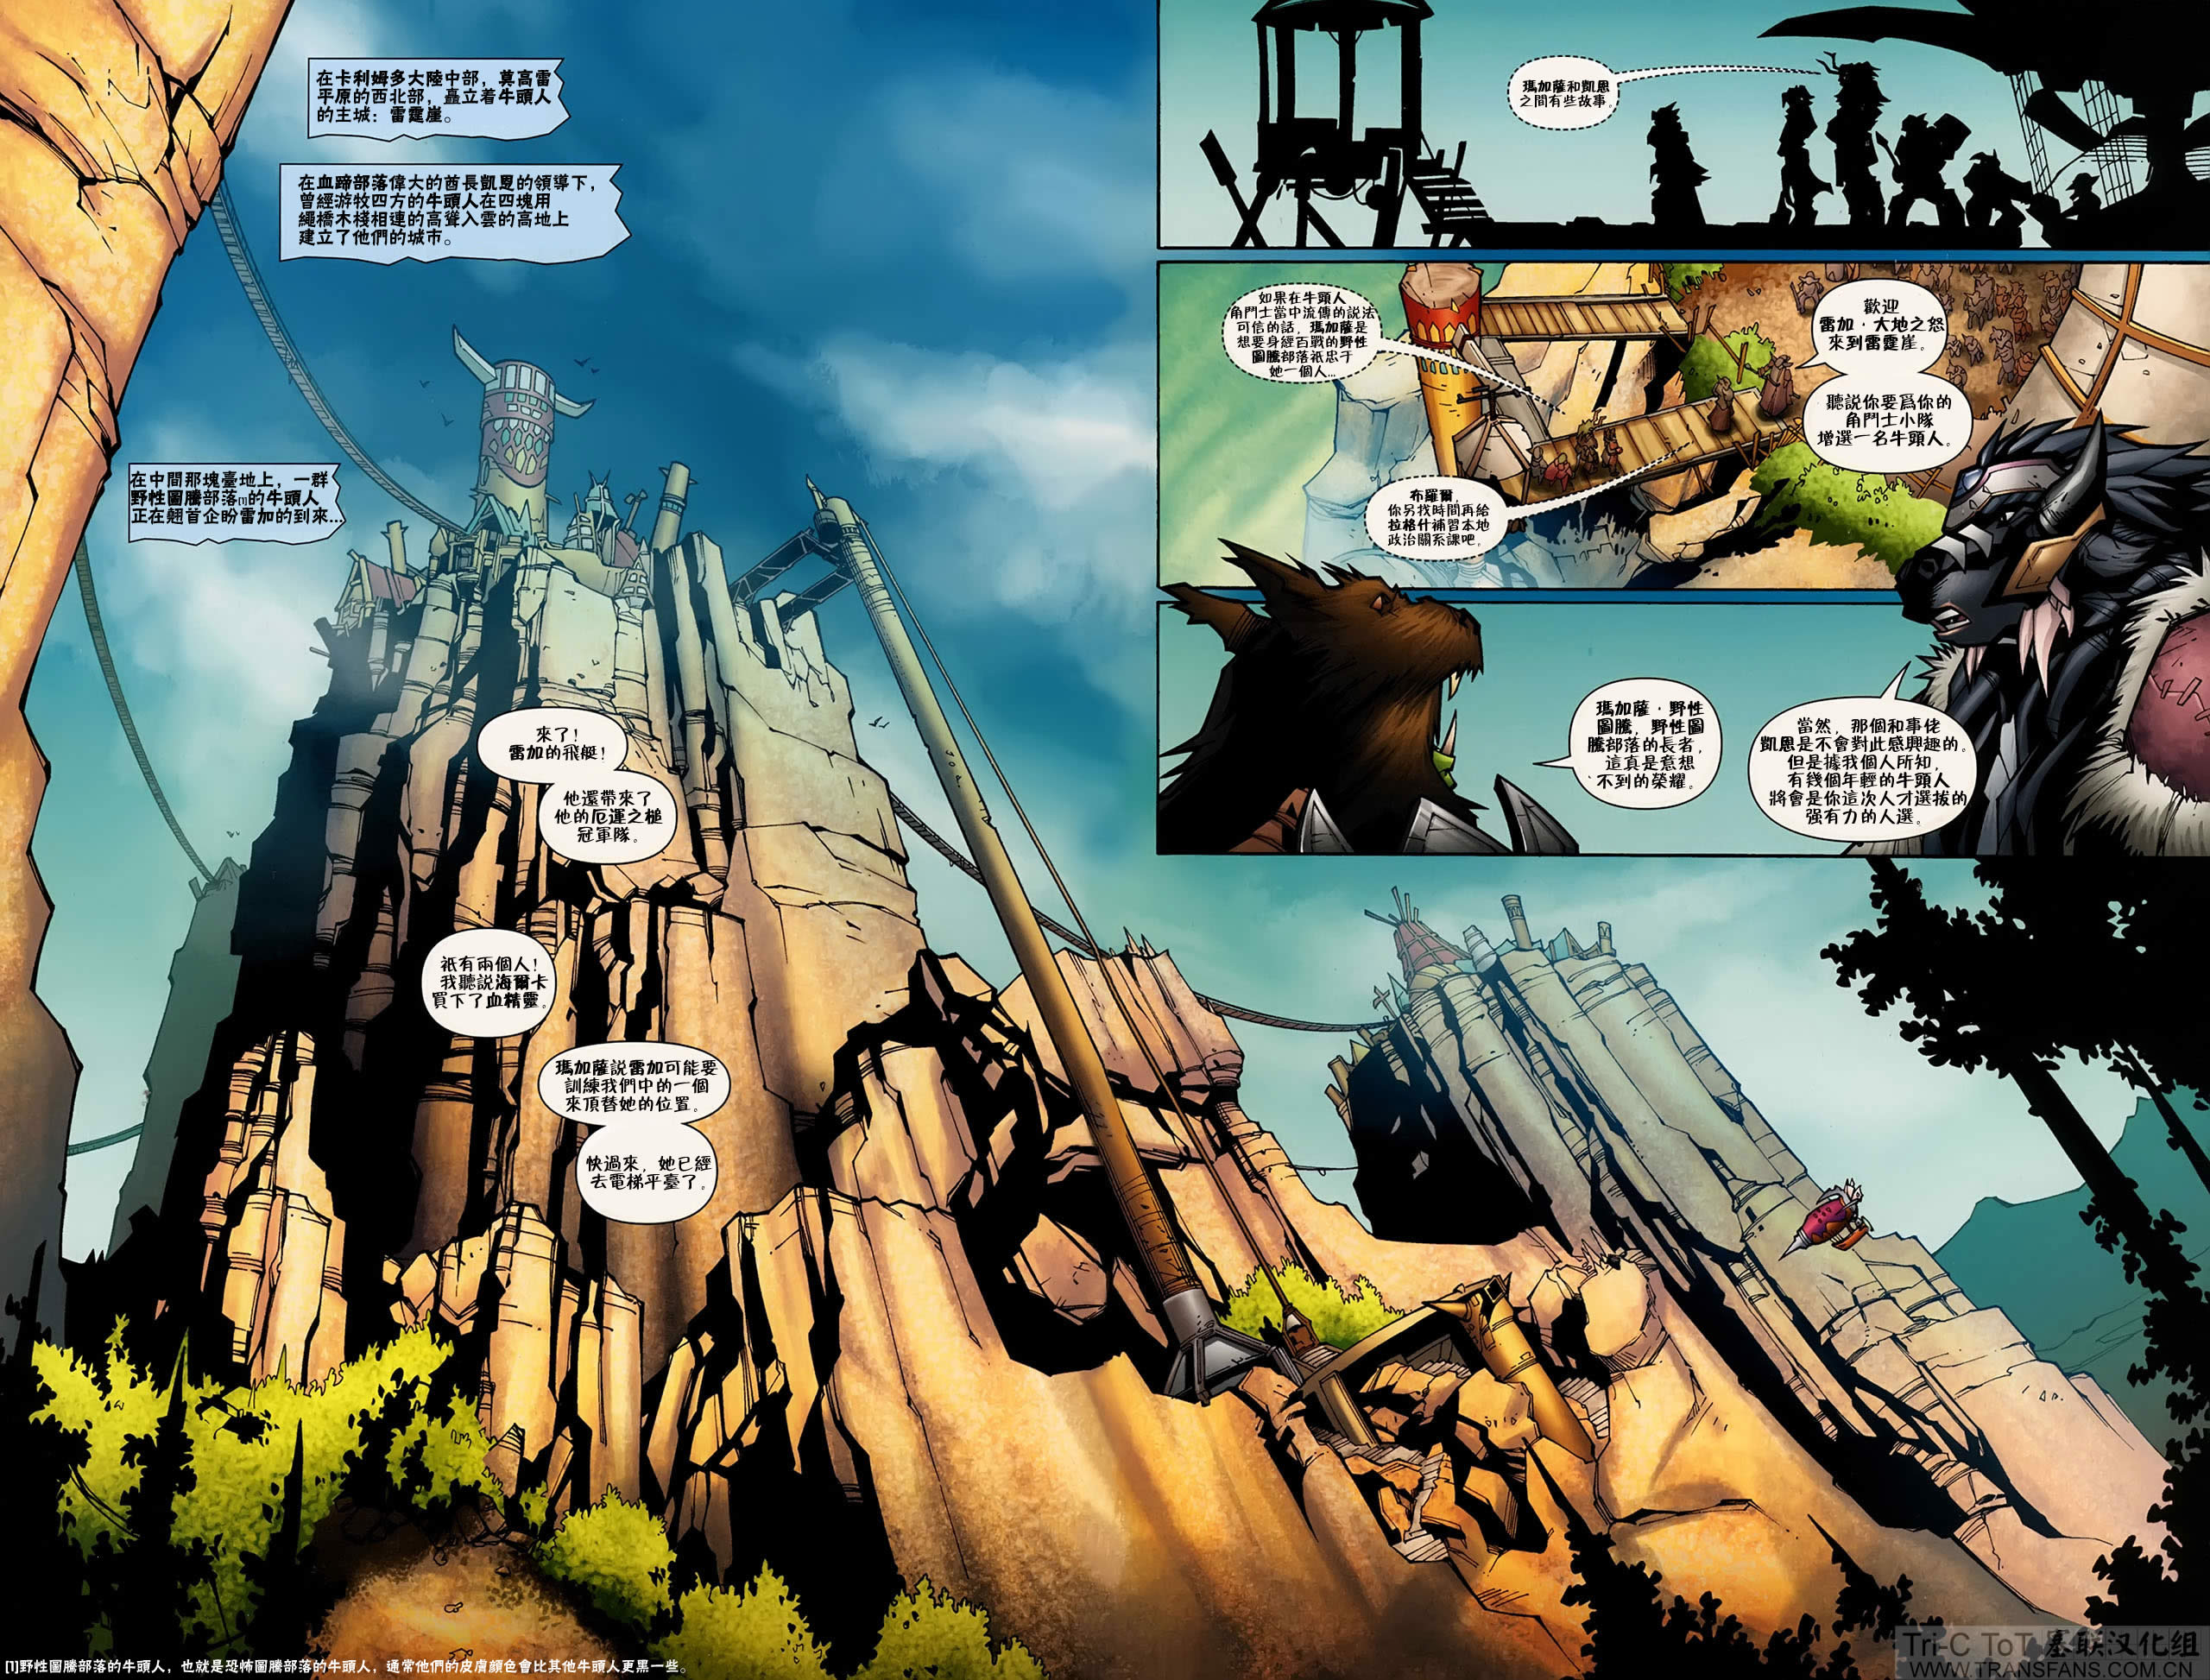 在卡利姆多大陸中部，莫高雷
平原的西北部，矗立着牛頭人
的主城：雷霆崖。
在血蹄部落偉大的酋長凱恩的領導下，
曾經游牧四方的牛頭人在四塊用
繩橋木棧相連的高聳入雲的高地上
建立了他們的城市。
在中間那塊臺地上，一群
野性圖騰部落[1]的牛頭人
正在翹首企盼雷加的到來...
來了！
雷加的飛艇！
他還帶來了
他的厄運之槌
冠軍隊。
祇有兩個人！
我聽説海爾卡
買下了血精靈。
瑪加薩説雷加可能要
訓練我們中的一個
來頂替她的位置。
快過來，她已經
去電梯平臺了。
瑪加薩和凱恩
之間有些故事。
如果在牛頭人
角鬥士當中流傳的説法
可信的話，瑪加薩是
想要身經百戰的野性
圖騰部落祇忠于
她一個人...
歡迎
雷加·大地之怒
來到雷霆崖。
聽説你要爲你的
角鬥士小隊
增選一名牛頭人。
布羅爾，
你另找時間再給
拉格什補習本地
政治關系課吧。
瑪加薩·野性
圖騰，野性圖
騰部落的長者，
這真是意想
不到的榮耀。
當然，那個和事佬
凱恩是不會對此感興趣的。
但是據我個人所知，
有幾個年輕的牛頭人
將會是你這次人才選拔的
强有力的人選。
[1]野性圖騰部落的牛頭人，也就是恐怖圖騰部落的牛頭人，通常他們的皮膚顔色會比其他牛頭人更黑一些。
Tri-C ToT 塞联汉化组
WWW.TRANSFANS.COM.CN